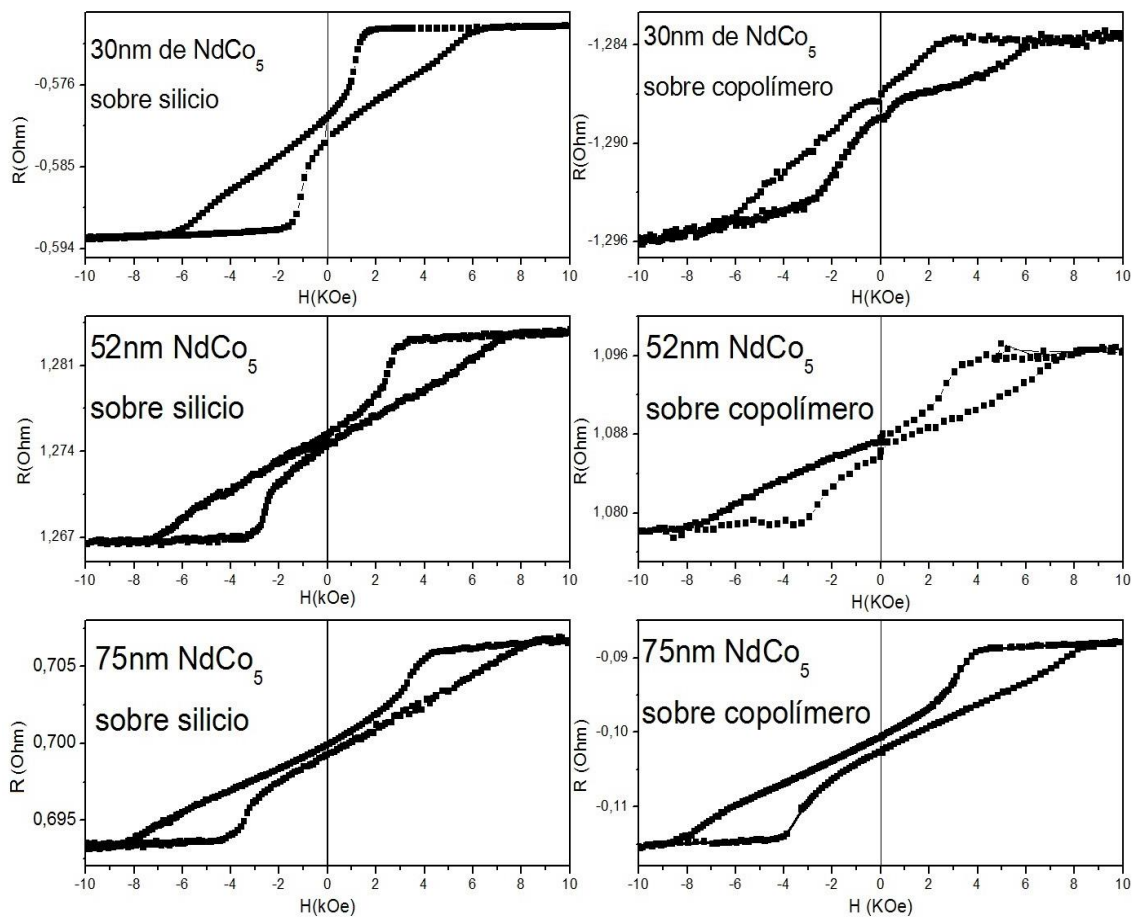 30nm de NdCo5
sobre silicio
R(Ohm)
-0,576
-0,585
-0,594
-10 -8 -6 -4 -2 0 2 4 6 8 10
H(KOe)
30nm de NdCo5
sobre copolímero
R(Ohm)
-1,284
-1,290
-1,296
-10 -8 -6 -4 -2 0 2 4 6 8 10
H (KOe)
52nm NdCo5
sobre silicio
R(Ohm)
1,281
1,274
1,267
-10 -8 -6 -4 -2 0 2 4 6 8 10
H(kOe)
52nm NdCo5
sobre copolímero
R(Ohm)
1,096
1,088
1,080
-10 -8 -6 -4 -2 0 2 4 6 8 10
H (KOe)
75nm NdCo5
sobre silicio
R (Ohm)
0,705
0,700
0,695
-10 -8 -6 -4 -2 0 2 4 6 8 10
H(kOe)
75nm NdCo5
sobre copolímero
R (Ohm)
-0,09
-0,10
-0,11
-10 -8 -6 -4 -2 0 2 4 6 8 10
H (KOe)